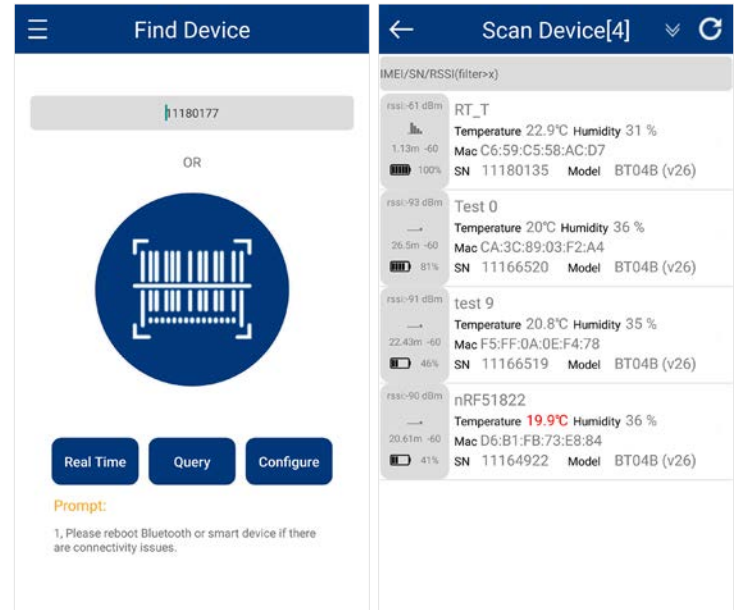 Find Device
11180177
OR
Real Time
Query
Configure
Prompt:
1, Please reboot Bluetooth or smart device if there
are connectivity issues.
Scan Device[4]
IMEI/SN/RSSI(filter>x)
rssi:-61 dBm
1.13m -60
100%
RT_T
Temperature 22.9℃ Humidity 31 %
Mac C6:59:C5:58:AC:D7
SN 11180135 Model BT04B (v26)
rssi:-93 dBm
26.5m -60
81%
Test 0
Temperature 20℃ Humidity 36 %
Mac CA:3C:89:03:F2:A4
SN 11166520 Model BT04B (v26)
rssi:-91 dBm
22.43m -60
46%
test 9
Temperature 20.8℃ Humidity 35 %
Mac F5:FF:0A:0E:F4:78
SN 11166519 Model BT04B (v26)
rssi:-90 dBm
20.61m -60
41%
nRF51822
Temperature 19.9℃ Humidity 36 %
Mac D6:B1:FB:73:E8:84
SN 11164922 Model BT04B (v26)